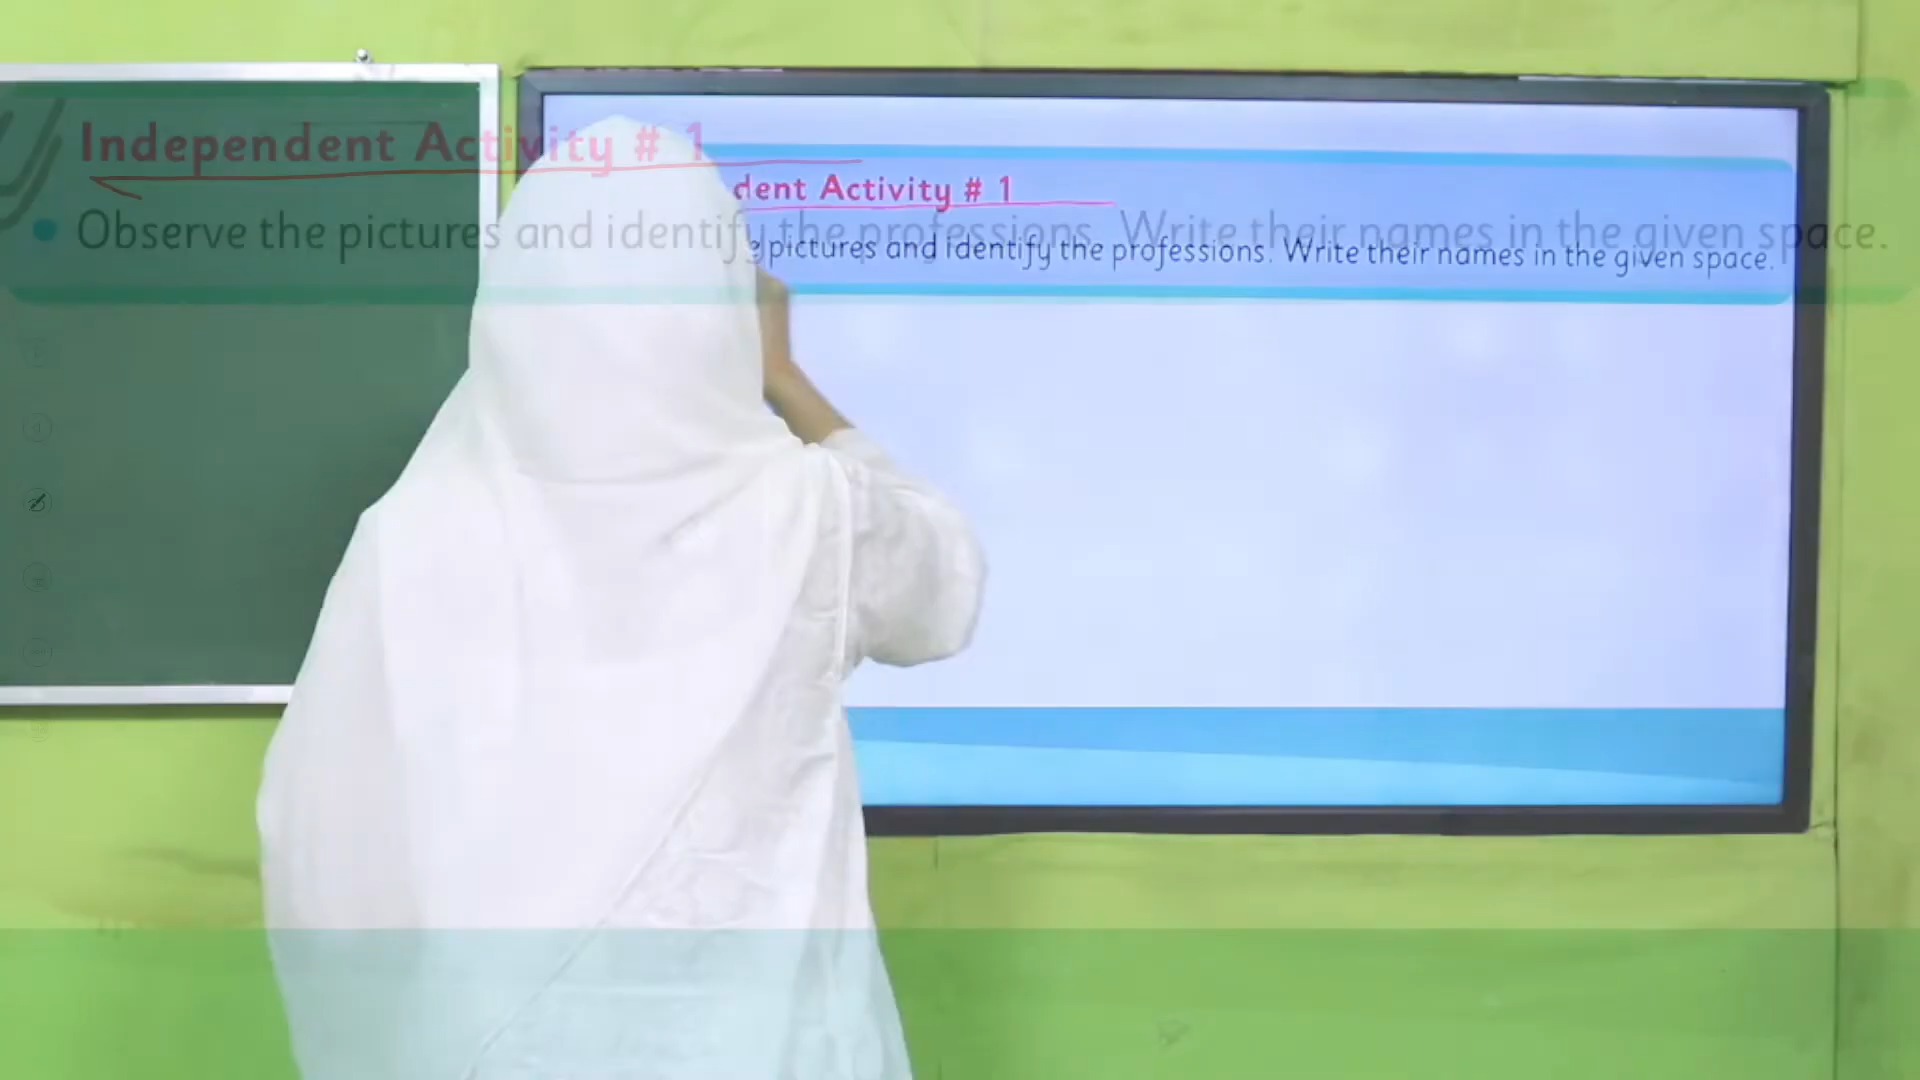 Independent Activity # 1
Observe the pictures and identify the professions. Write their names in the given space.
dent Activity # 1
e pictures and identify the professions. Write their names in the given space.